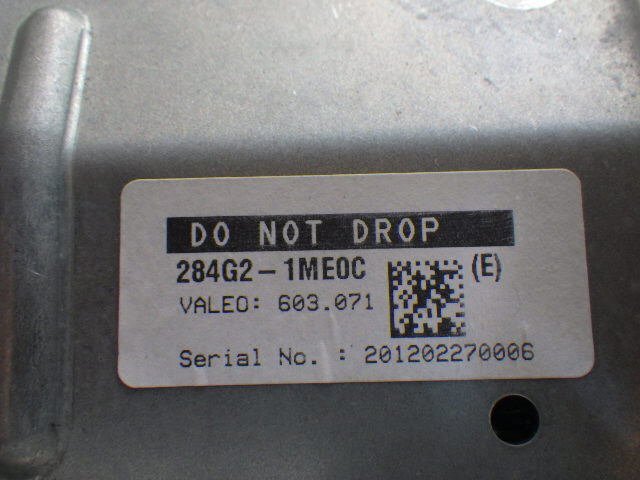 DO NOT DROP
284G2-1ME0C (E)
VALEO: 603.071
Serial No. : 201202270006